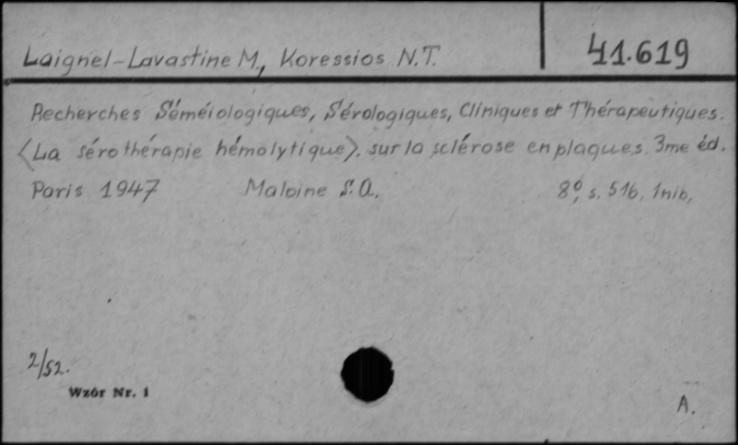 Laignel-Lavastine M., Koressios N.T. 41.619
Recherches Séméiologiques, Sérologiques, Cliniques et Thérapeutiques.
(La sérothérapie hémolytique). sur la sclérose en plaques. 3me éd.
Paris 1947 Maloine S.A. 8º, s. 516, 1nib,
2/52.
Wzór Nr. 1
A.